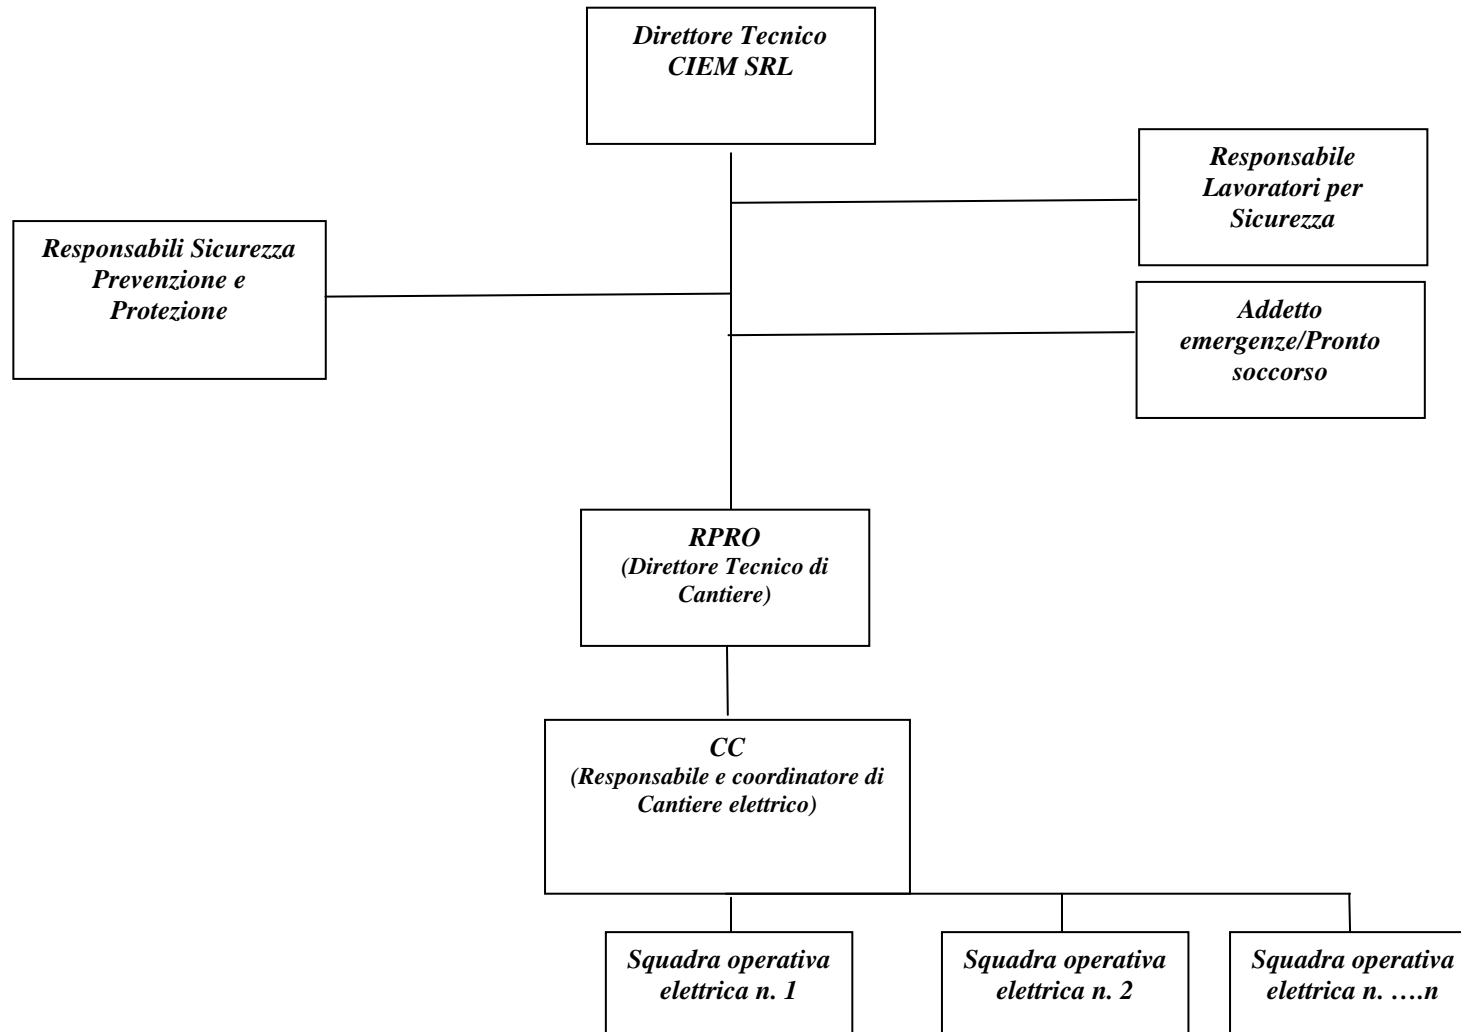 Direttore Tecnico
CIEM SRL
Responsabile
Lavoratori per
Sicurezza
Responsabili Sicurezza
Prevenzione e
Protezione
Addetto
emergenze/Pronto
soccorso
RPRO
(Direttore Tecnico di
Cantiere)
CC
(Responsabile e coordinatore di
Cantiere elettrico)
Squadra operativa
elettrica n. 1
Squadra operativa
elettrica n. 2
Squadra operativa
elettrica n. ….n